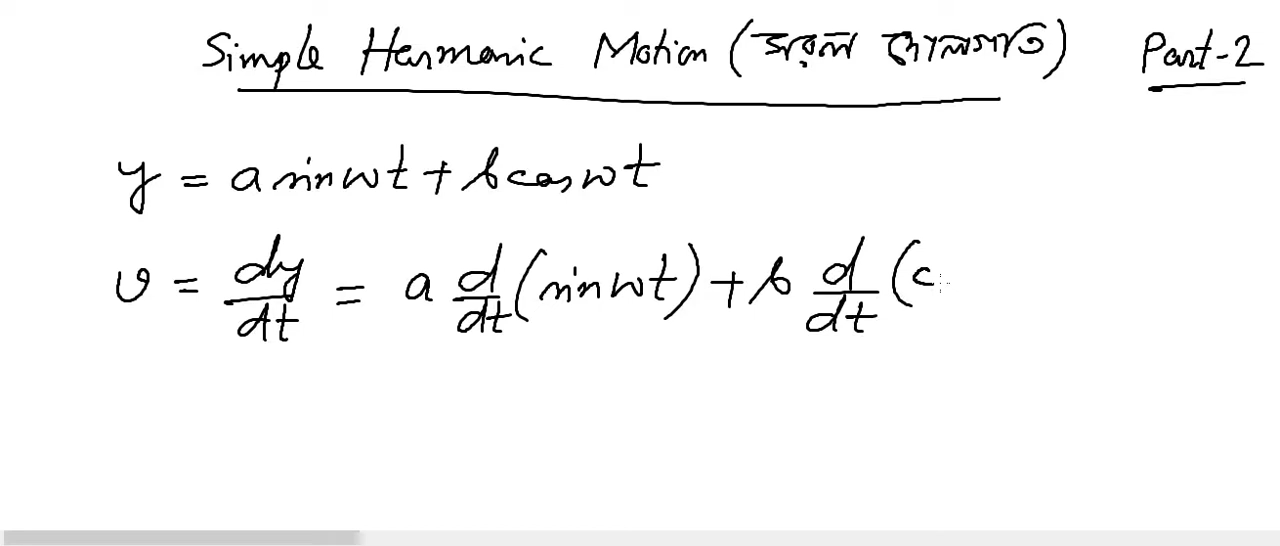 Simple Harmonic Motion (সরল দোলগতি) Part-2
y = a sin ωt + b cos ωt
v = dy/dt = a d/dt (sin ωt) + b d/dt (c